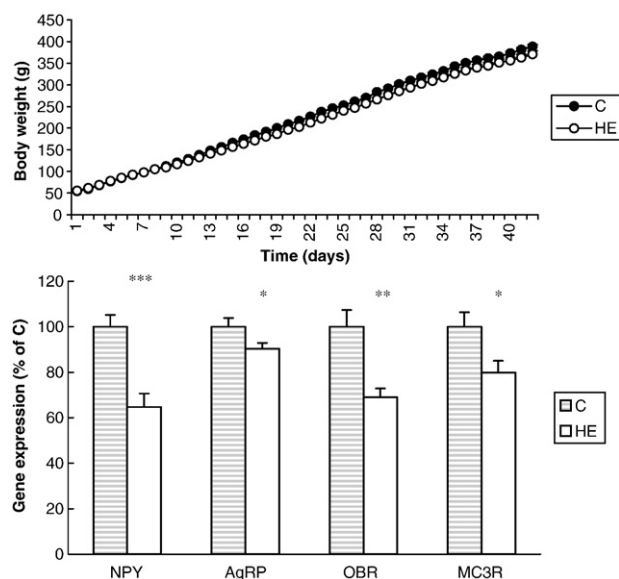 Body weight (g)
450
400
350
300
250
200
150
100
50
0
1 4 7 10 13 16 19 22 25 28 31 34 37 40
Time (days)
C
HE
Gene expression (% of C)
120
100
80
60
40
20
0
*** * ** *
NPY AgRP OBR MC3R
C
HE